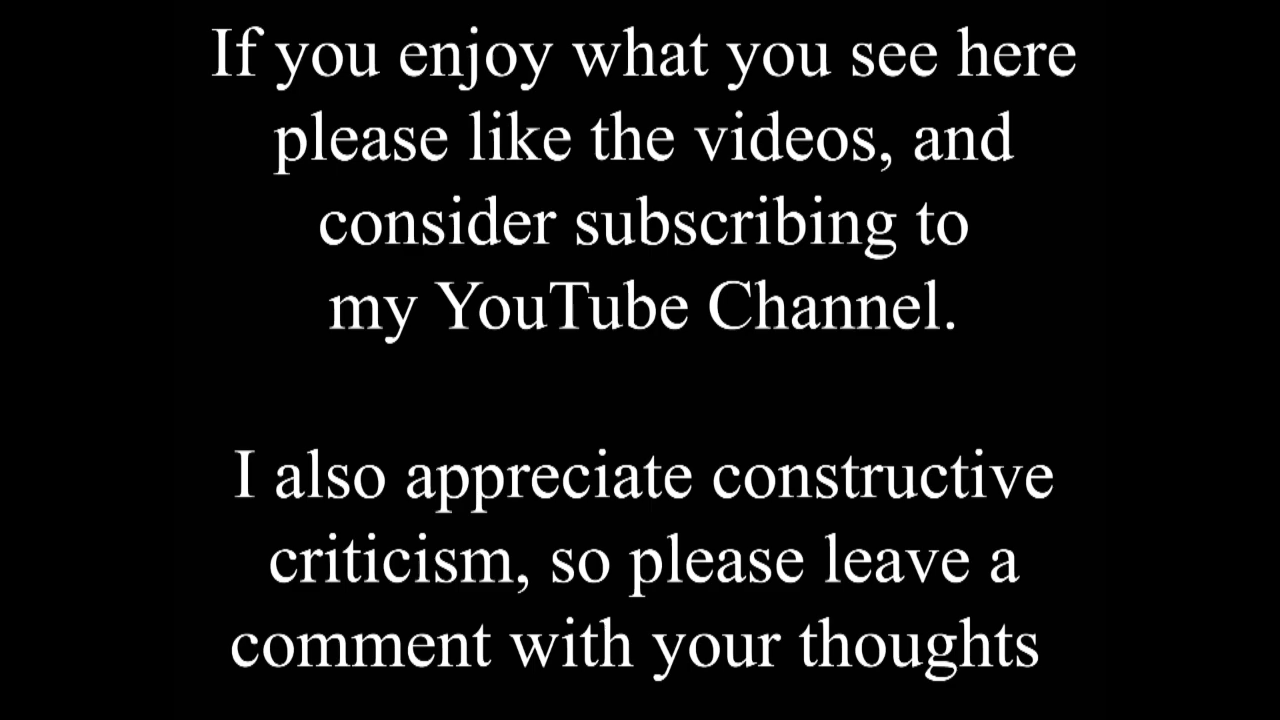 If you enjoy what you see here
please like the videos, and
consider subscribing to
my YouTube Channel.
I also appreciate constructive
criticism, so please leave a
comment with your thoughts